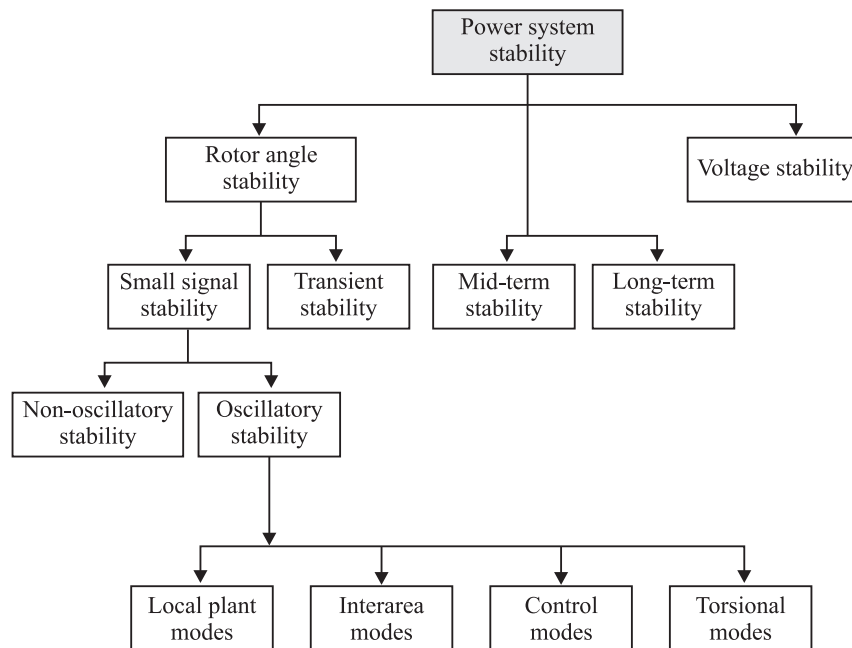 Power system
stability
Rotor angle
stability
Voltage stability
Small signal
stability
Transient
stability
Mid-term
stability
Long-term
stability
Non-oscillatory
stability
Oscillatory
stability
Local plant
modes
Interarea
modes
Control
modes
Torsional
modes